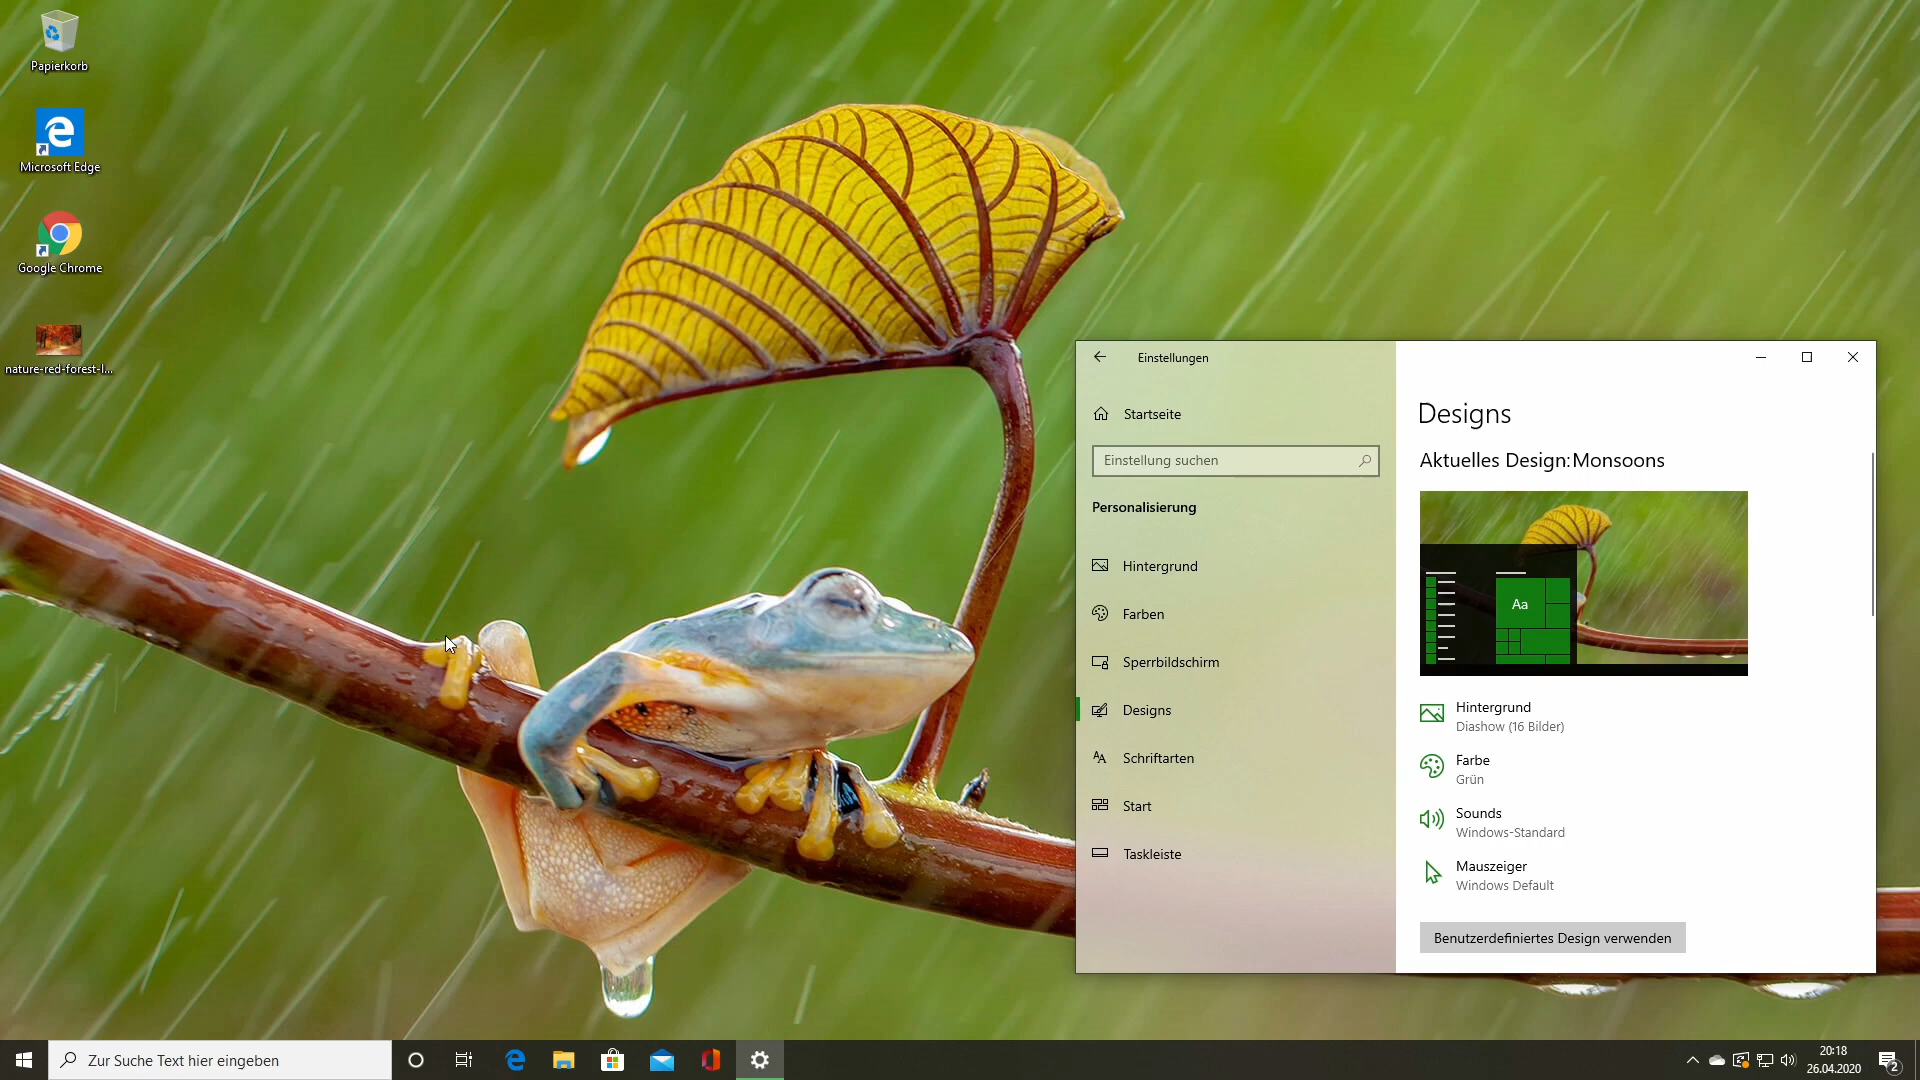 Papierkorb
Microsoft Edge
Google Chrome
nature-red-forest-l...
Einstellungen
Startseite
Einstellung suchen
Personalisierung
Hintergrund
Farben
Sperrbildschirm
Designs
Schriftarten
Start
Taskleiste
Designs
Aktuelles Design: Monsoons
Aa
Hintergrund
Diashow (16 Bilder)
Farbe
Grün
Sounds
Windows-Standard
Mauszeiger
Windows Default
Benutzerdefiniertes Design verwenden
Zur Suche Text hier eingeben
20:18
26.04.2020
2